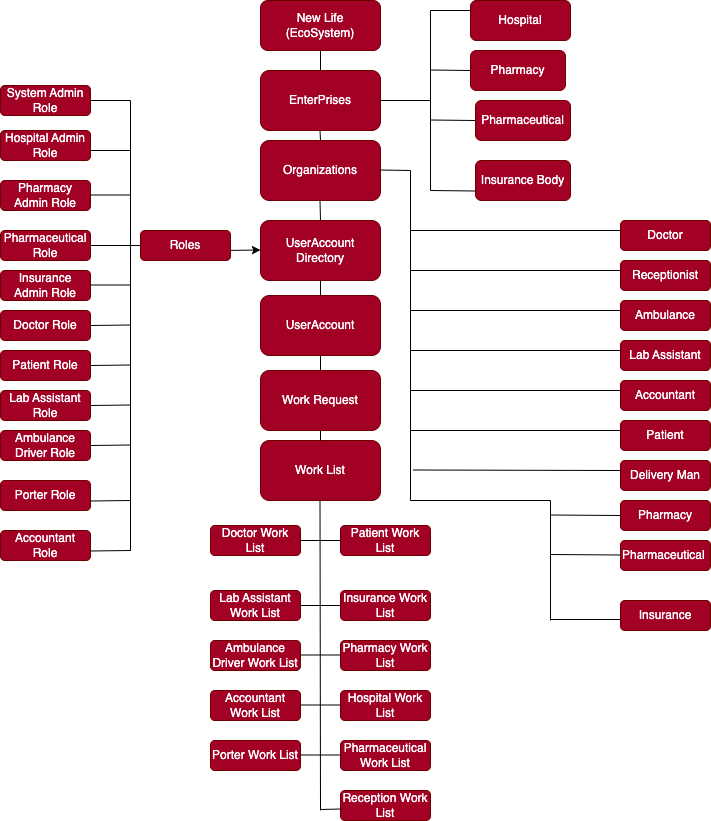 New Life
(EcoSystem)
EnterPrises
Organizations
UserAccount
Directory
UserAccount
Work Request
Work List
Hospital
Pharmacy
Pharmaceutical
Insurance Body
System Admin
Role
Hospital Admin
Role
Pharmacy
Admin Role
Pharmaceutical
Role
Insurance
Admin Role
Doctor Role
Patient Role
Lab Assistant
Role
Ambulance
Driver Role
Porter Role
Accountant
Role
Roles
Doctor
Receptionist
Ambulance
Lab Assistant
Accountant
Patient
Delivery Man
Pharmacy
Pharmaceutical
Insurance
Doctor Work
List
Patient Work
List
Lab Assistant
Work List
Insurance Work
List
Ambulance
Driver Work List
Pharmacy Work
List
Accountant
Work List
Hospital Work
List
Porter Work List
Pharmaceutical
Work List
Reception Work
List